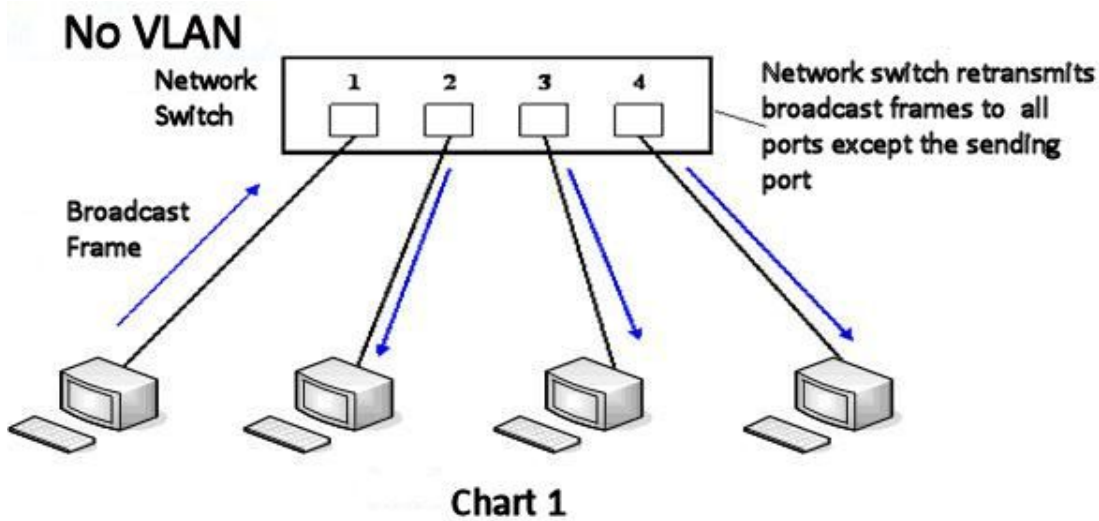 No VLAN
Network
Switch
1 2 3 4
Network switch retransmits
broadcast frames to all
ports except the sending
port
Broadcast
Frame
Chart 1